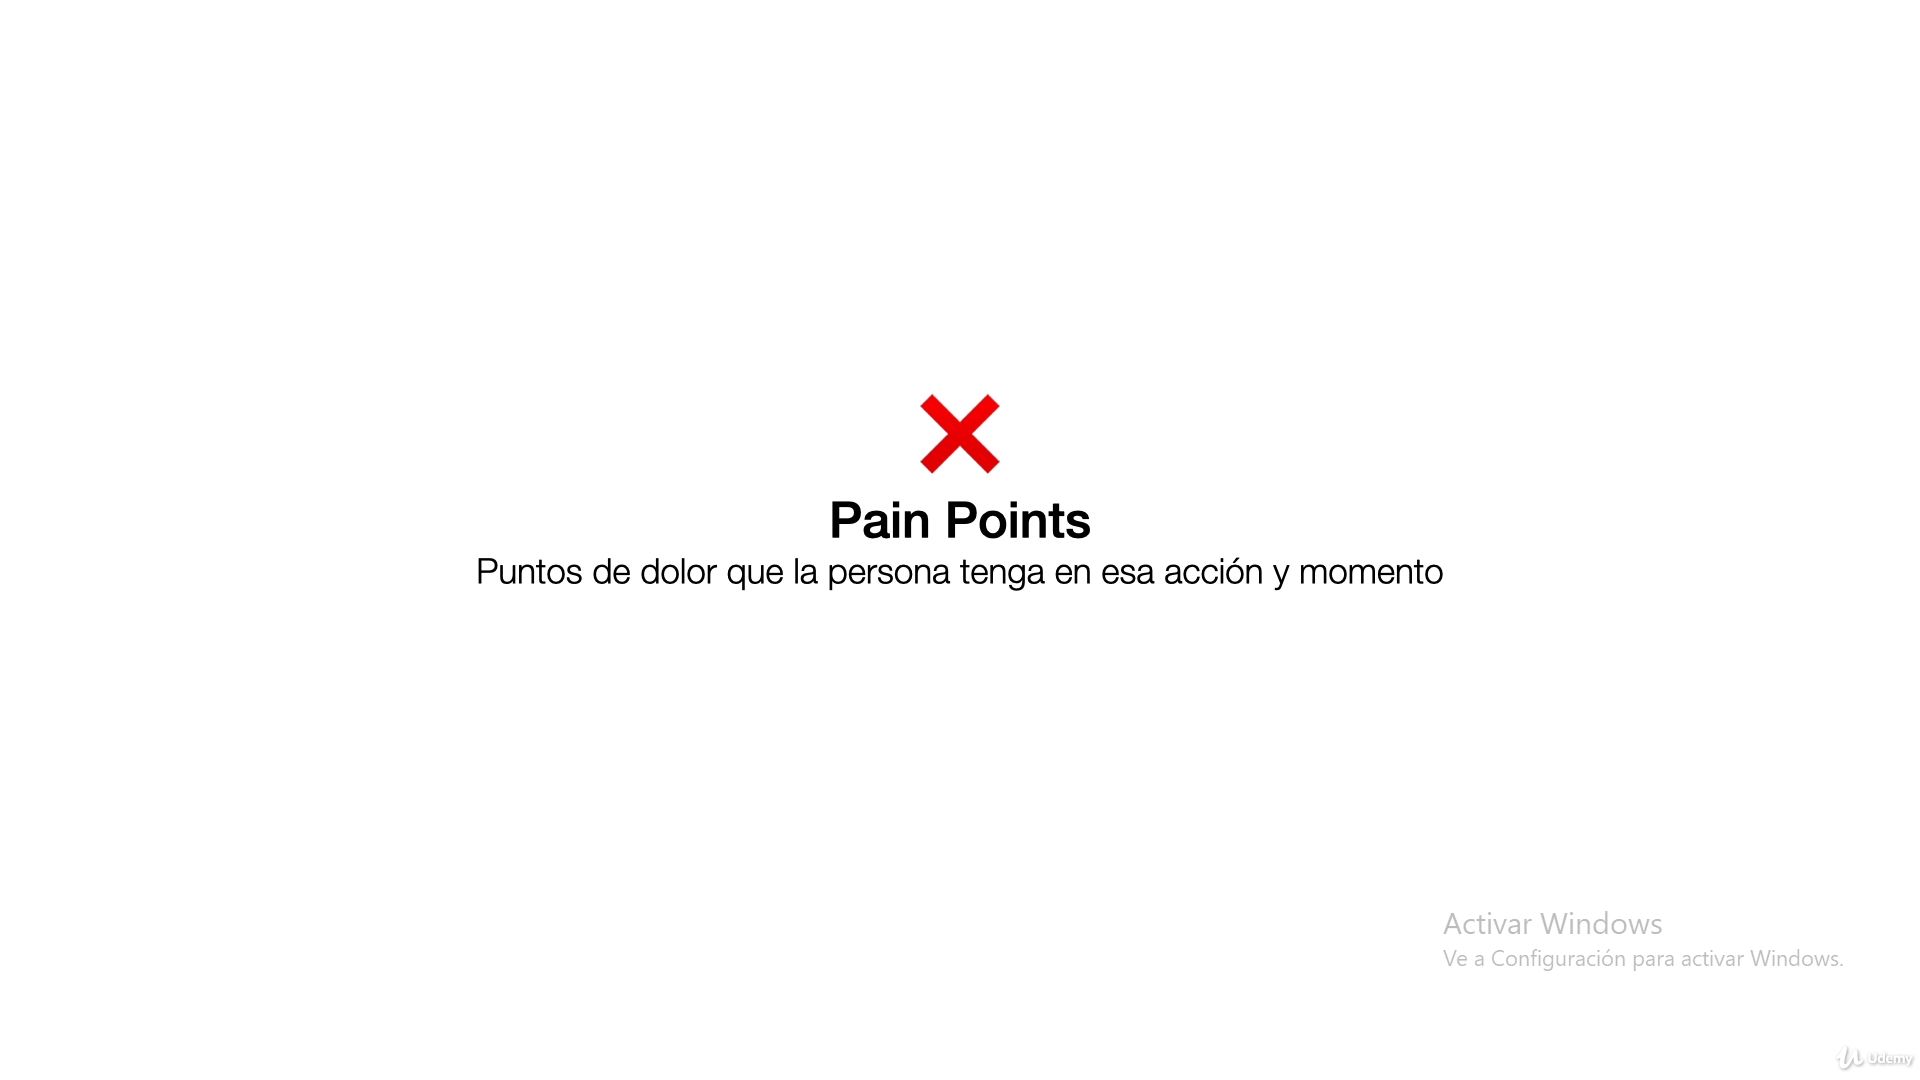 Pain Points
Puntos de dolor que la persona tenga en esa acción y momento
Activar Windows
Ve a Configuración para activar Windows.
Udemy